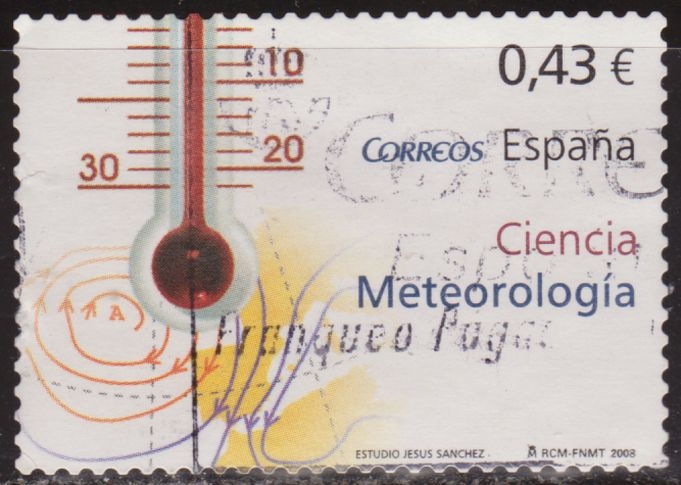 0,43 €
10
20
30
CORREOS España
Ciencia
Meteorología
A
Franqueo Pagado
ESTUDIO JESUS SANCHEZ
RCM-FNMT 2008